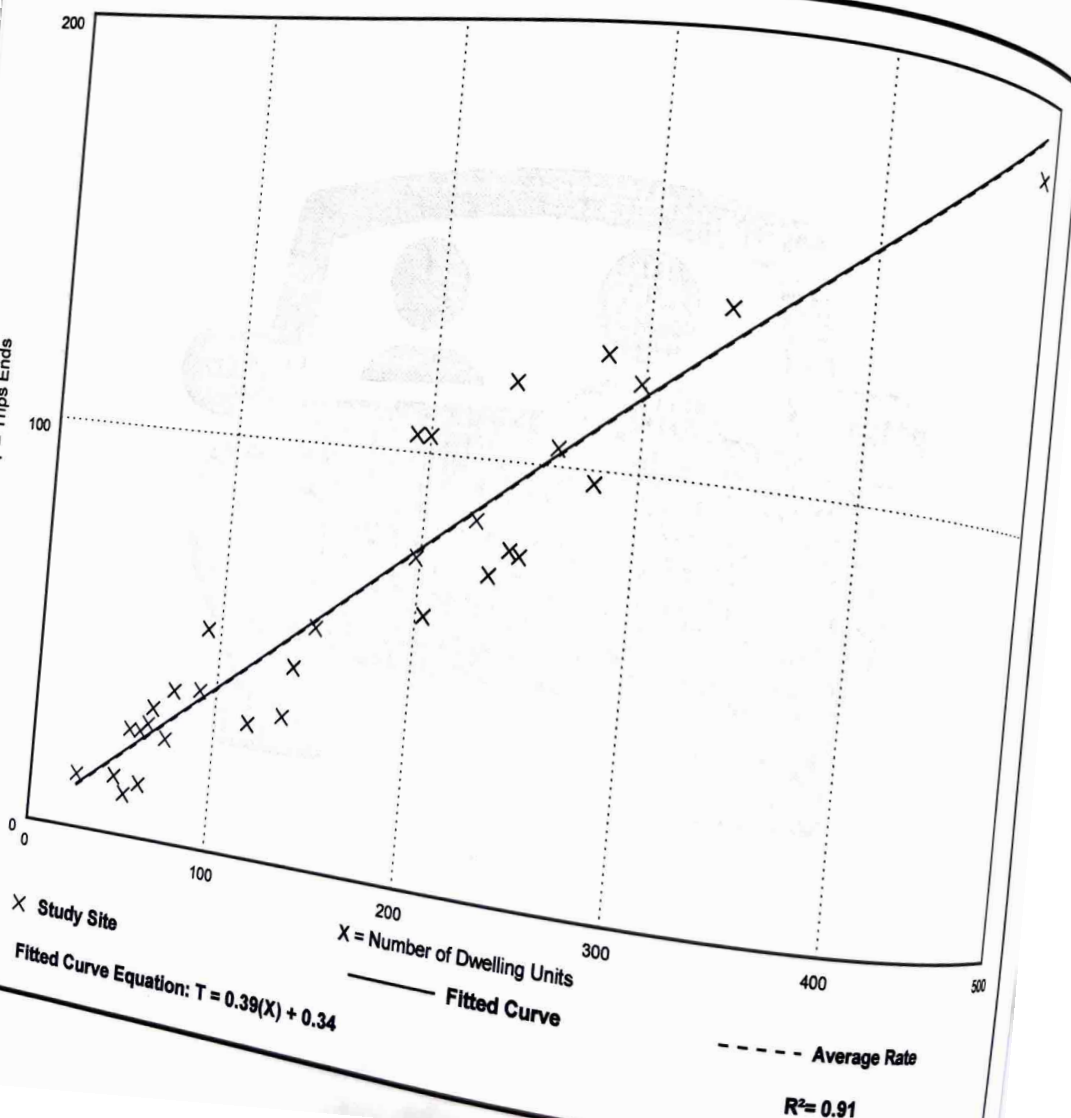 200
Trips Ends
100
0
0
100
200
300
400
500
X Study Site
X = Number of Dwelling Units
Fitted Curve Equation: T = 0.39(X) + 0.34
Fitted Curve
Average Rate
R²= 0.91